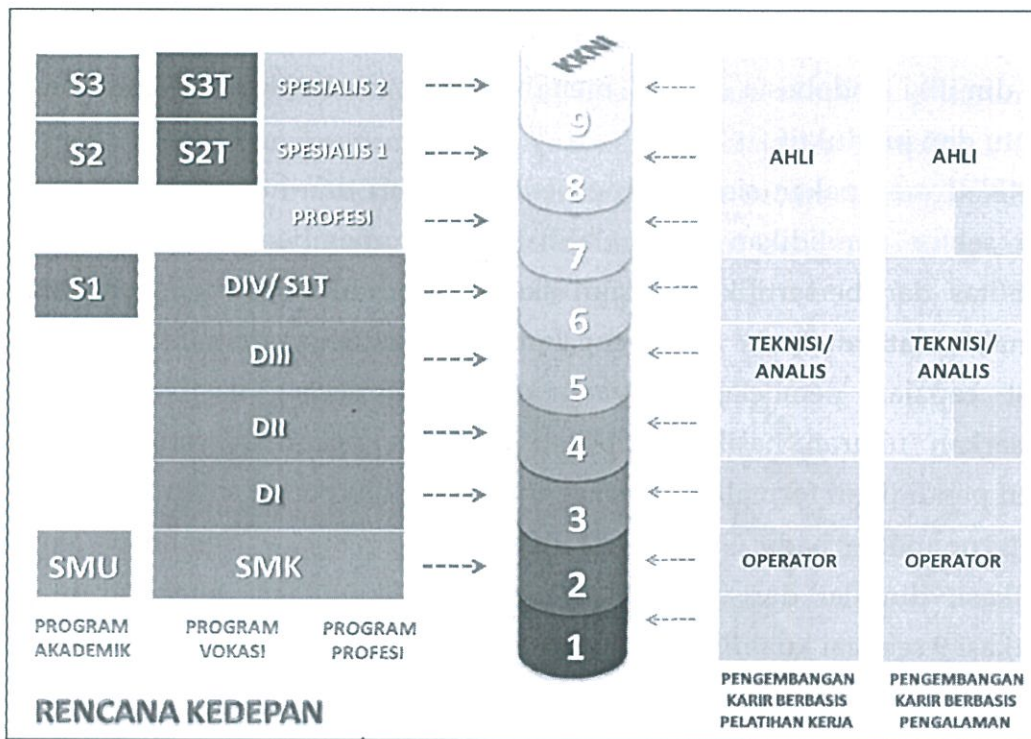 KKNI
S3 S3T SPESIALIS 2
9
S2 S2T SPESIALIS 1
AHLI AHLI
8
PROFESI
7
S1 DIV/ S1T
6
DIII
TEKNISI/ TEKNISI/
ANALIS ANALIS
5
DII
4
DI
3
SMU SMK
OPERATOR OPERATOR
2
1
PROGRAM PROGRAM PROGRAM
AKADEMIK VOKASI PROFESI
PENGEMBANGAN PENGEMBANGAN
KARIR BERBASIS KARIR BERBASIS
PELATIHAN KERJA PENGALAMAN
RENCANA KEDEPAN